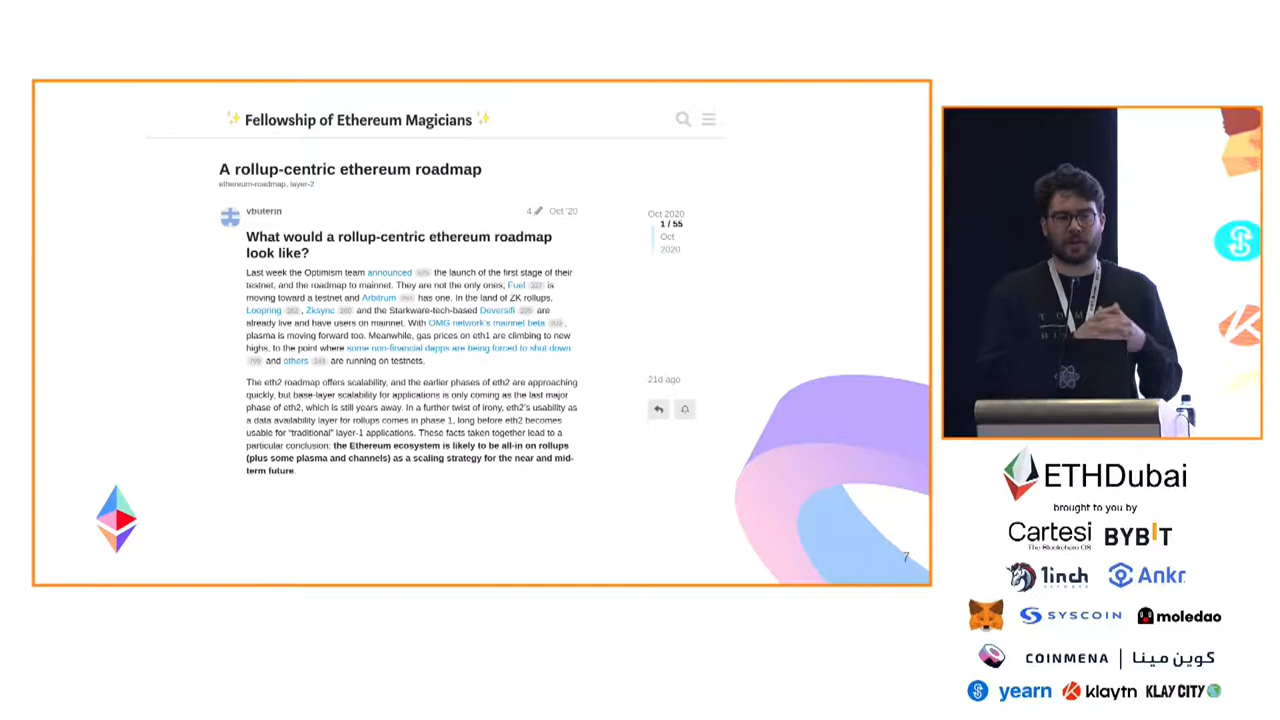 ✨ Fellowship of Ethereum Magicians ✨
A rollup-centric ethereum roadmap
ethereum-roadmap, layer-2
vbuterin
4
Oct '20
What would a rollup-centric ethereum roadmap
look like?
Last week the Optimism team announced the launch of the first stage of their
testnet, and the roadmap to mainnet. They are not the only ones, Fuel is
moving toward a testnet and Arbitrum has one. In the land of ZK rollups,
Loopring, Zksync and the Starkware-tech-based Deversifi are
already live and have users on mainnet. With OMG network's mainnet beta,
plasma is moving forward too. Meanwhile, gas prices on eth1 are climbing to new
highs, to the point where some non-financial dapps are being forced to shut down
and others are running on testnets.
The eth2 roadmap offers scalability, and the earlier phases of eth2 are approaching
quickly, but base-layer scalability for applications is only coming as the last major
phase of eth2, which is still years away. In a further twist of irony, eth2's usability as
a data availability layer for rollups comes in phase 1, long before eth2 becomes
usable for "traditional" layer-1 applications. These facts taken together lead to a
particular conclusion: the Ethereum ecosystem is likely to be all-in on rollups
(plus some plasma and channels) as a scaling strategy for the near and mid-
term future.
Oct 2020
1 / 55
Oct
2020
21d ago
7
ETHDubai
brought to you by
Cartesi
The Blockchain OS
BYBIT
1inch
NETWORK
Ankr
SYSCOIN
moledao
COINMENA | كوين مينا
yearn
klaytn
KLAY CITY